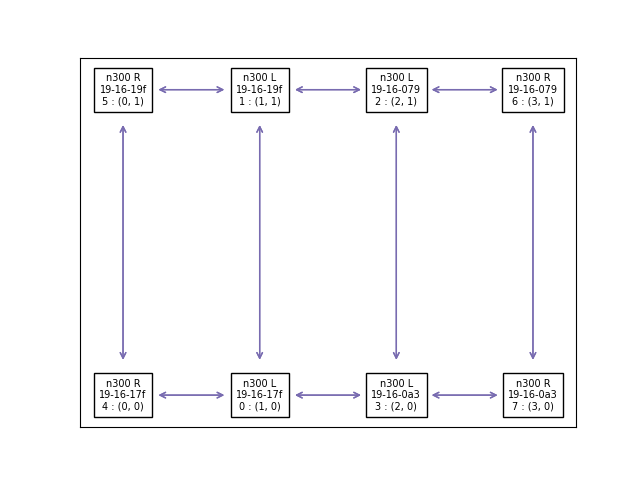 n300 R
19-16-19f
5 : (0, 1)
n300 L
19-16-19f
1 : (1, 1)
n300 L
19-16-079
2 : (2, 1)
n300 R
19-16-079
6 : (3, 1)
n300 R
19-16-17f
4 : (0, 0)
n300 L
19-16-17f
0 : (1, 0)
n300 L
19-16-0a3
3 : (2, 0)
n300 R
19-16-0a3
7 : (3, 0)